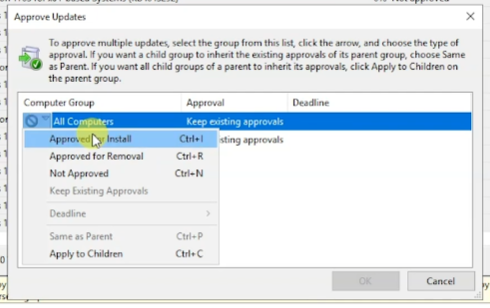 Not approved
Approve Updates
To approve multiple updates, select the group from this list, click the arrow, and choose the type of
approval. If you want a child group to inherit the existing approvals of its parent group, choose Same
as Parent. If you want all child groups of a parent to inherit its approvals, click Apply to Children on
the parent group.
Computer Group Approval Deadline
All Computers Keep existing approvals
Approved for Install Ctrl+I sting approvals
Approved for Removal Ctrl+R
Not Approved Ctrl+N
Keep Existing Approvals
Deadline
Same as Parent Ctrl+P
Apply to Children Ctrl+C
OK Cancel